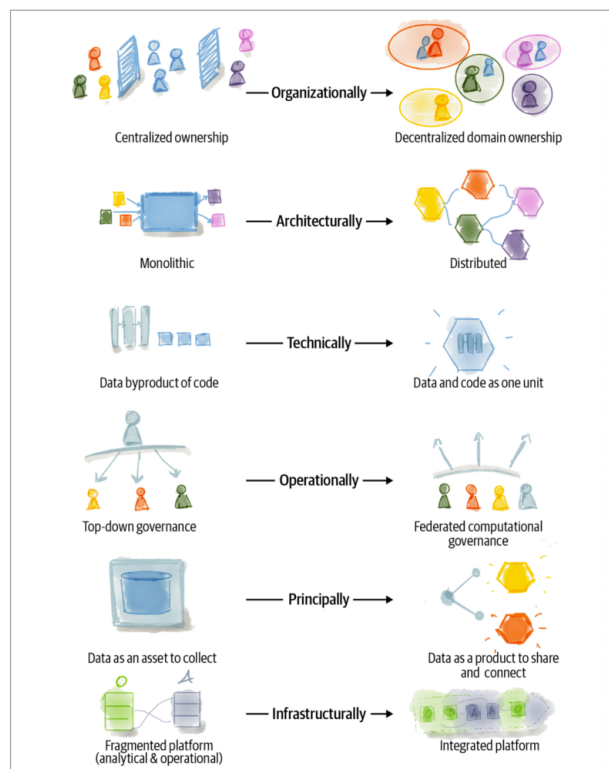 Organizationally
Centralized ownership
Decentralized domain ownership
Architecturally
Monolithic
Distributed
Technically
Data byproduct of code
Data and code as one unit
Operationally
Top-down governance
Federated computational
governance
Principally
Data as an asset to collect
Data as a product to share
and connect
O
A
Infrastructurally
Fragmented platform
(analytical & operational)
Integrated platform